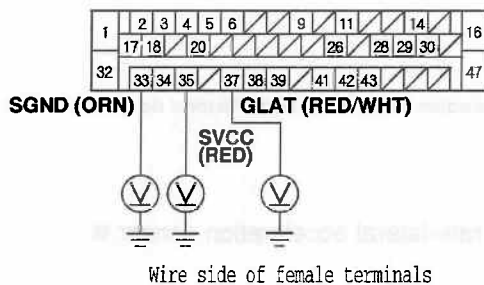 1 2 3 4 5 6 9 11 14 16
17 18 20 26 28 29 30
32 33 34 35 37 38 39 41 42 43 47
SGND (ORN) GLAT (RED/WHT)
SVCC
(RED)
V V V
Wire side of female terminals